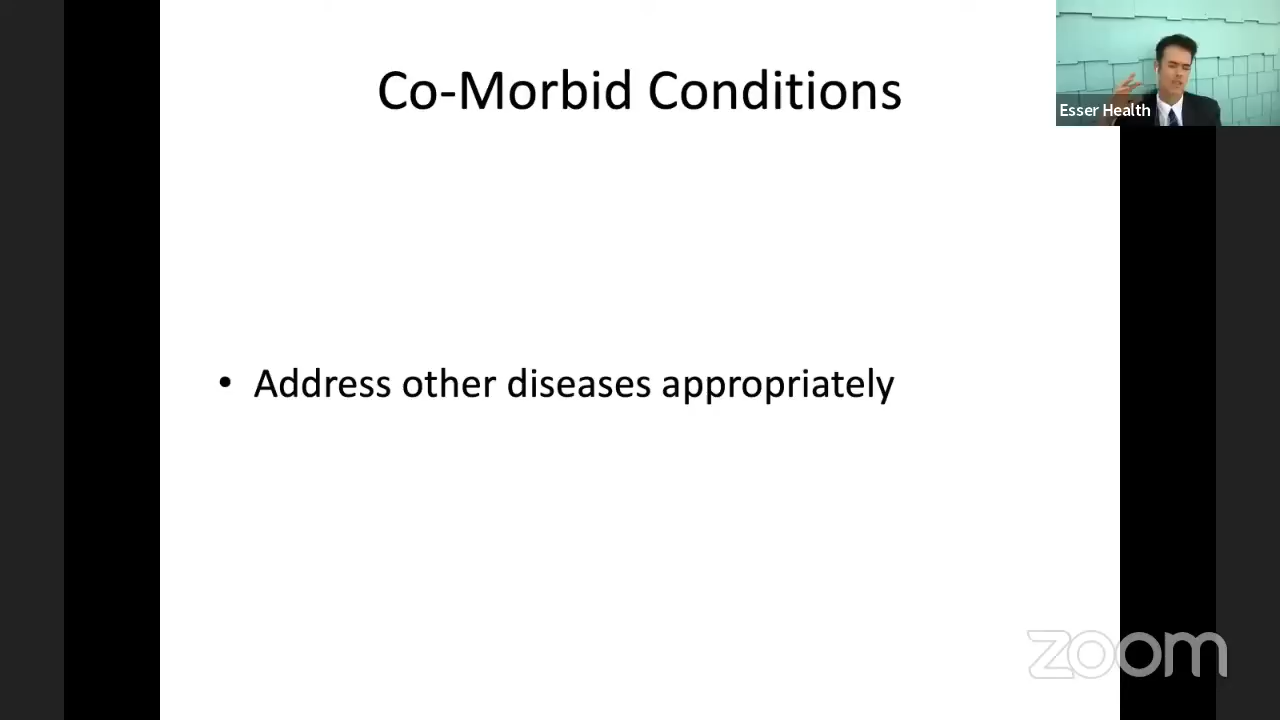 Co-Morbid Conditions
Esser Health
• Address other diseases appropriately
zoom